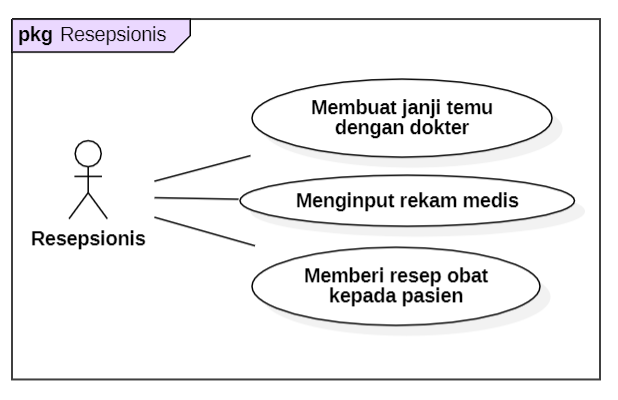 pkg Resepsionis
Membuat janji temu
dengan dokter
Menginput rekam medis
Resepsionis
Memberi resep obat
kepada pasien